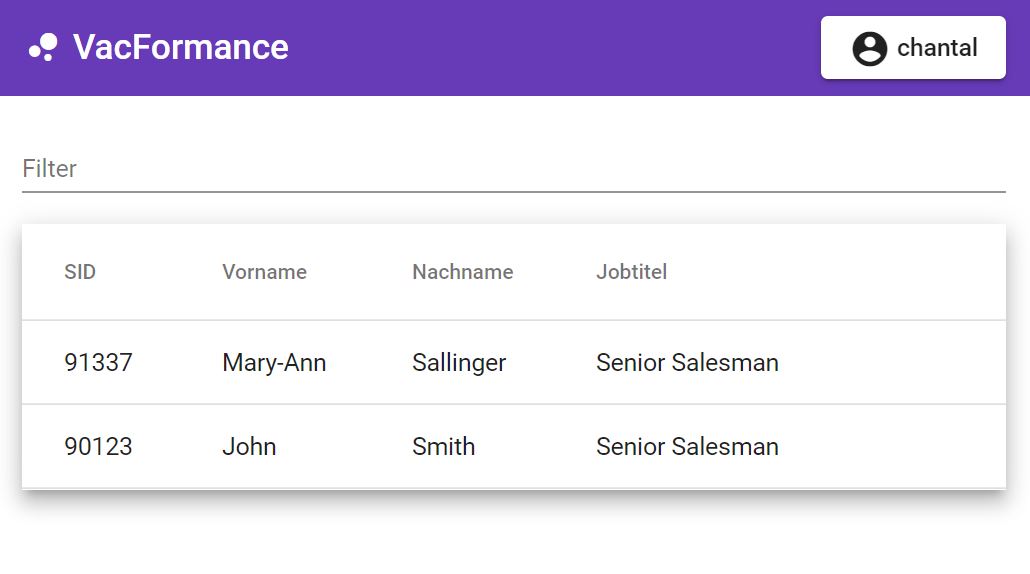 VacFormance
chantal
Filter
SID Vorname Nachname Jobtitel
91337 Mary-Ann Sallinger Senior Salesman
90123 John Smith Senior Salesman